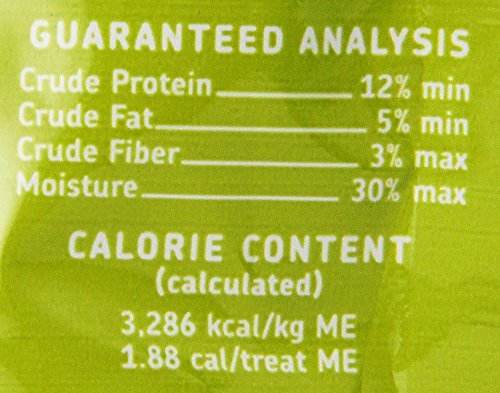 GUARANTEED ANALYSIS
Crude Protein 12% min
Crude Fat 5% min
Crude Fiber 3% max
Moisture 30% max
CALORIE CONTENT
(calculated)
3,286 kcal/kg ME
1.88 cal/treat ME